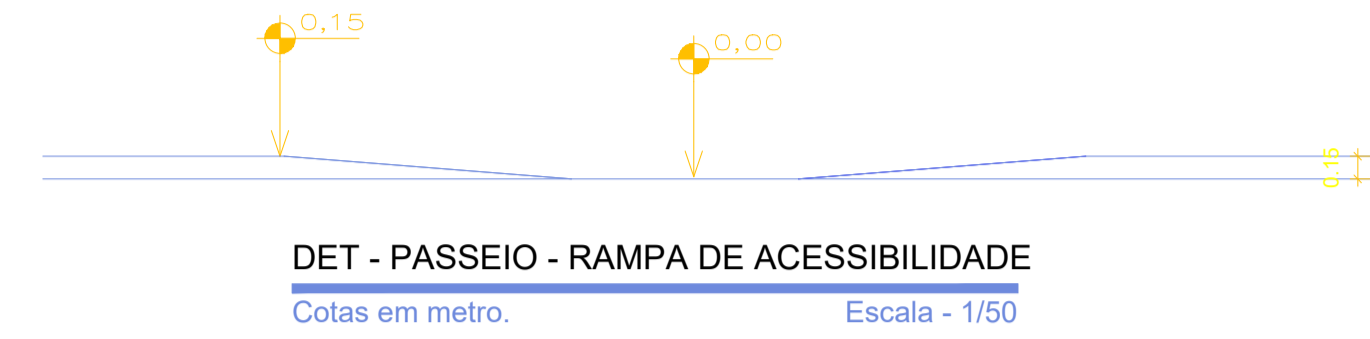 0,15
0,00
0.15
DET - PASSEIO - RAMPA DE ACESSIBILIDADE
Cotas em metro.
Escala - 1/50